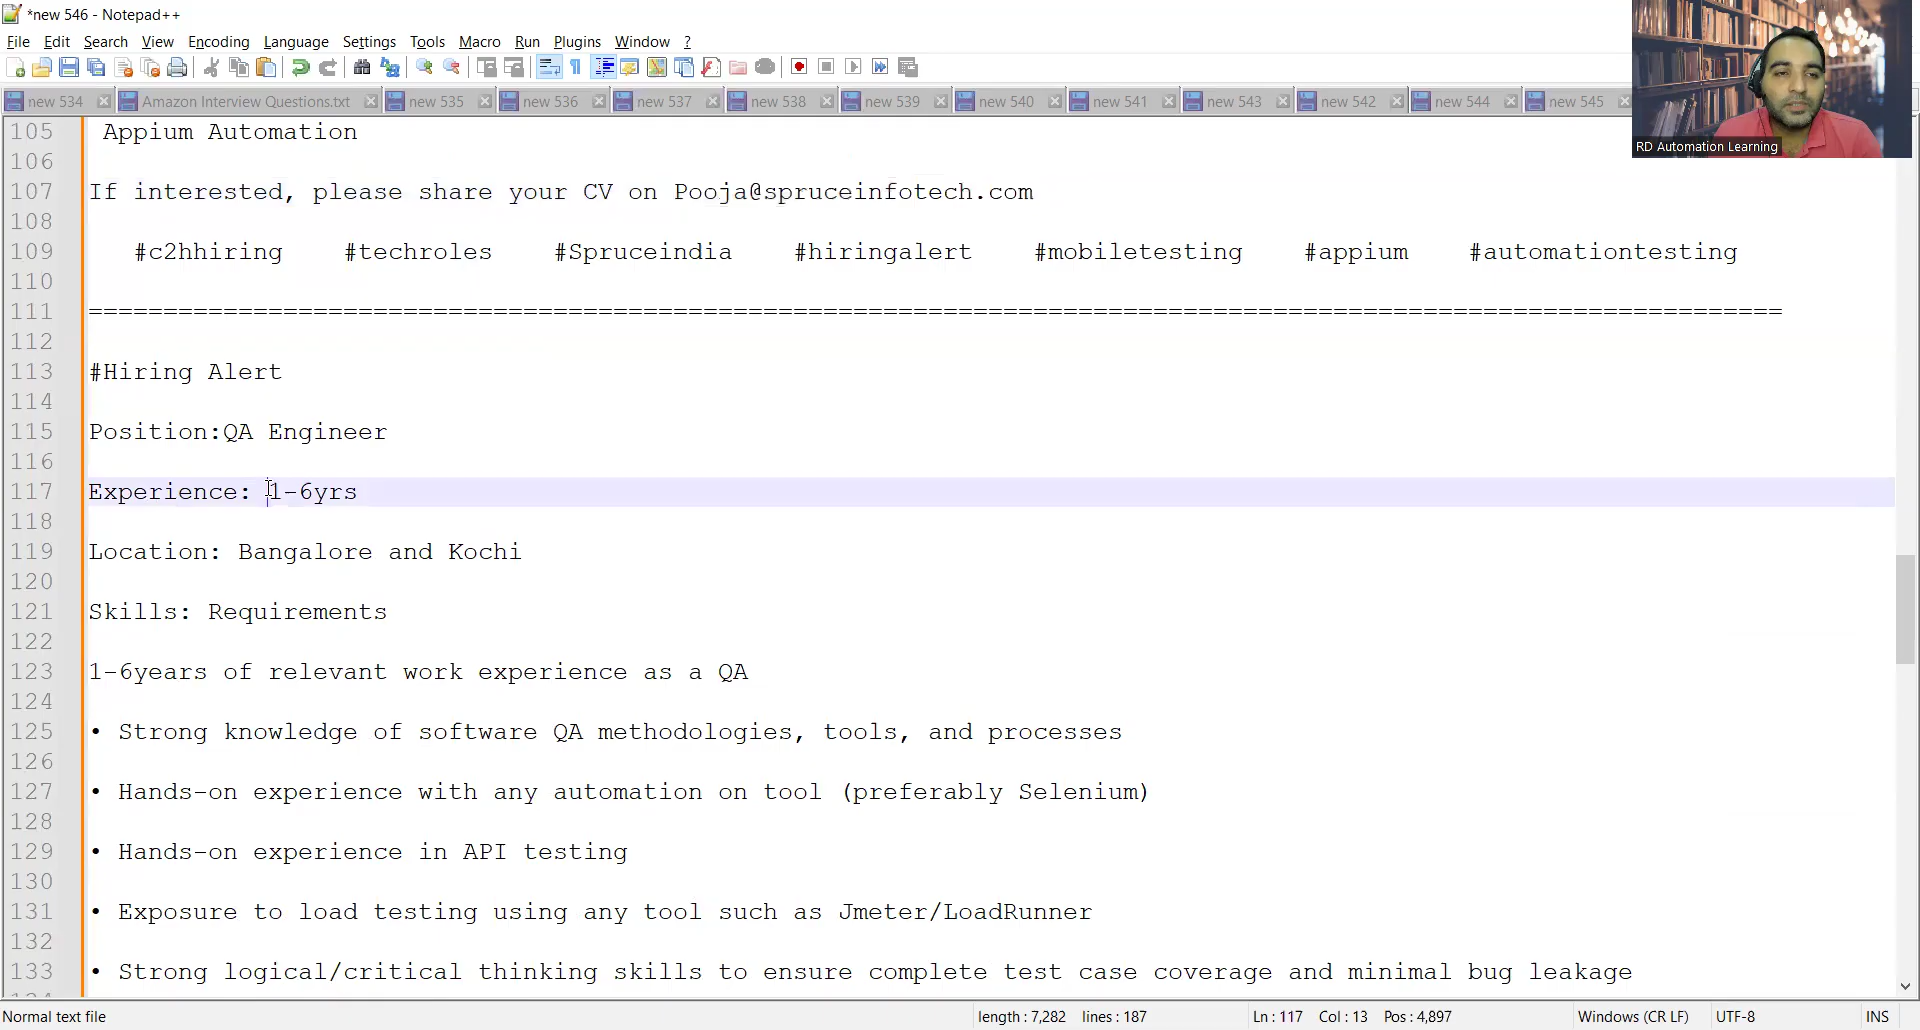 *new 546 - Notepad++
File Edit Search View Encoding Language Settings Tools Macro Run Plugins Window ?
new 534 Amazon Interview Questions.txt new 535 new 536 new 537 new 538 new 539 new 540 new 541 new 543 new 542 new 544 new 545
RD Automation Learning
105 Appium Automation
106
107 If interested, please share your CV on Pooja@spruceinfotech.com
108
109 #c2hhiring #techroles #Spruceindia #hiringalert #mobiletesting #appium #automationtesting
110
111 =================================================================================================================
112
113 #Hiring Alert
114
115 Position:QA Engineer
116
117 Experience: 1-6yrs
118
119 Location: Bangalore and Kochi
120
121 Skills: Requirements
122
123 1-6years of relevant work experience as a QA
124
125 • Strong knowledge of software QA methodologies, tools, and processes
126
127 • Hands-on experience with any automation on tool (preferably Selenium)
128
129 • Hands-on experience in API testing
130
131 • Exposure to load testing using any tool such as Jmeter/LoadRunner
132
133 • Strong logical/critical thinking skills to ensure complete test case coverage and minimal bug leakage
Normal text file length : 7,282 lines : 187 Ln : 117 Col : 13 Pos : 4,897 Windows (CR LF) UTF-8 INS